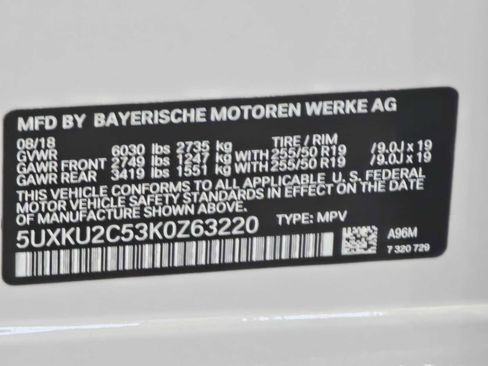 MFD BY BAYERISCHE MOTOREN WERKE AG
08/18 TIRE / RIM
GVWR 6030 lbs 2735 kg
GAWR FRONT 2749 lbs 1247 kg WITH 255/50 R19 /9.0J x 19
GAWR REAR 3419 lbs 1551 kg WITH 255/50 R19 /9.0J x 19
THIS VEHICLE CONFORMS TO ALL APPLICABLE U. S. FEDERAL
MOTOR VEHICLE SAFETY STANDARDS IN EFFECT ON THE DATE
OF MANUFACTURE SHOWN ABOVE.
5UXKU2C53K0Z63220 TYPE: MPV
A96M
7 320 729